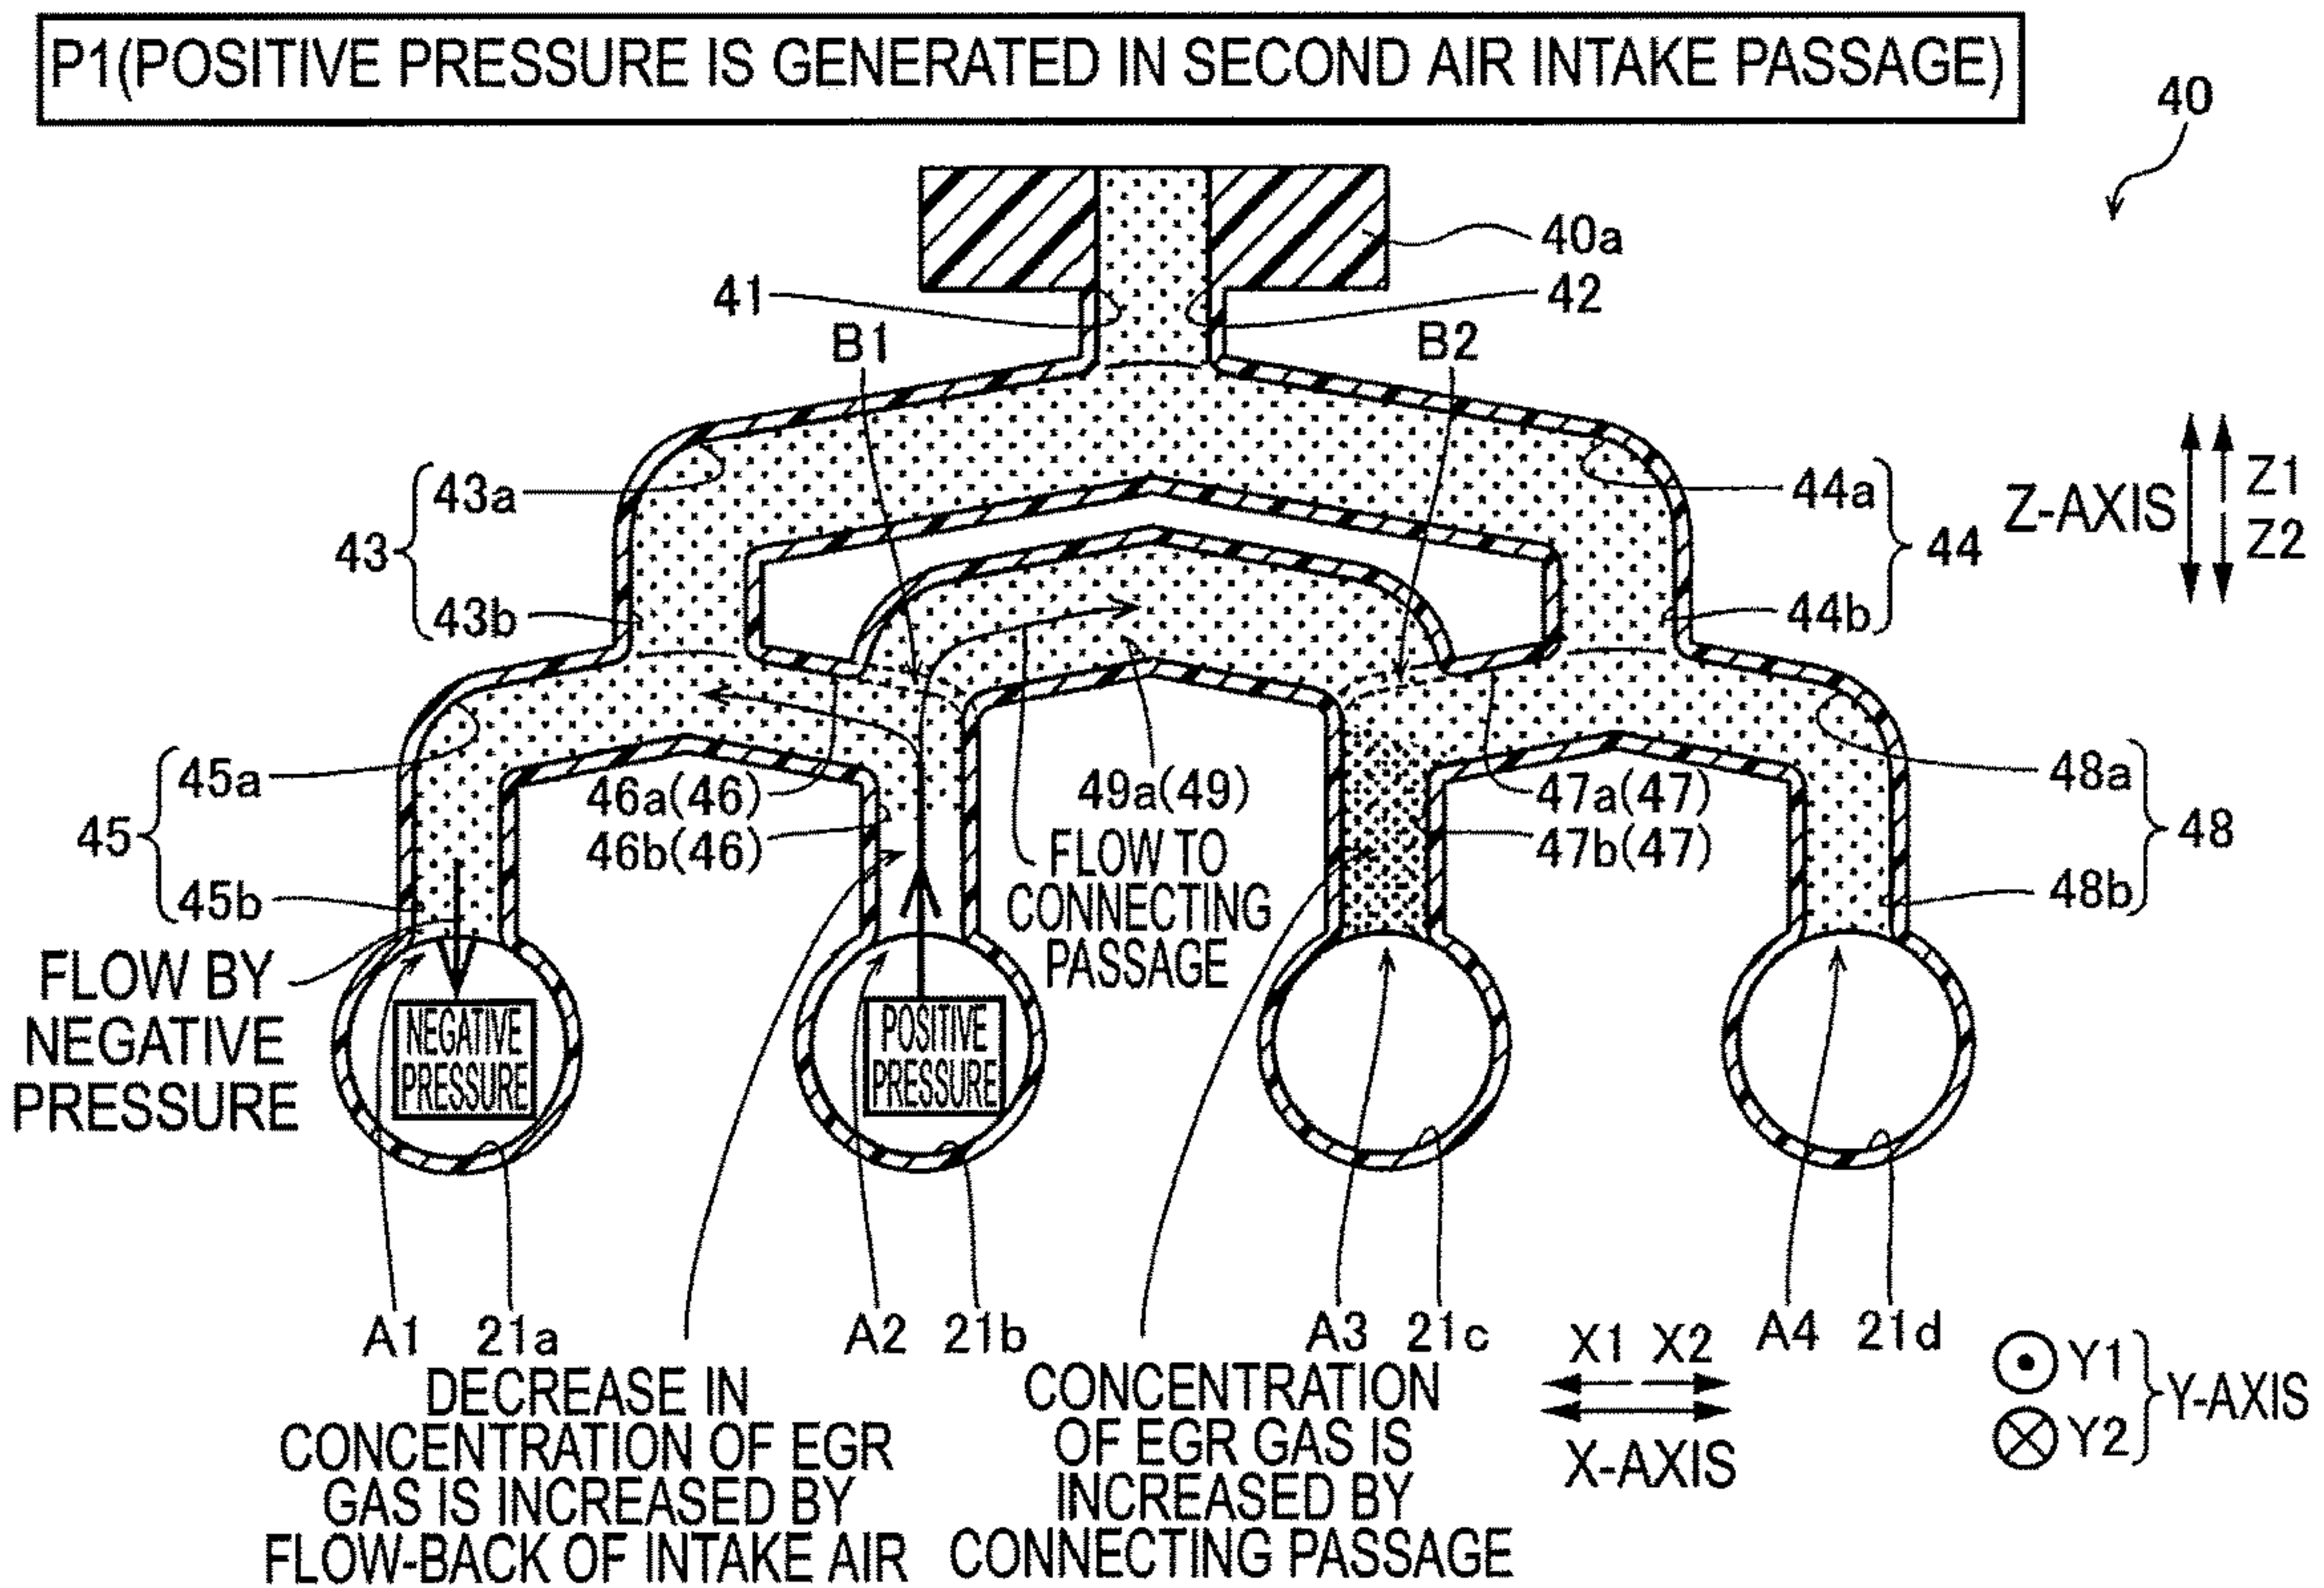 P1(POSITIVE PRESSURE IS GENERATED IN SECOND AIR INTAKE PASSAGE)
40
40a
41
42
B1
B2
43a
43
43b
44a
44
44b
Z-AXIS
Z1
Z2
45a
45
45b
46a(46)
46b(46)
49a(49)
47a(47)
47b(47)
48a
48
48b
FLOW TO
CONNECTING
PASSAGE
FLOW BY
NEGATIVE
PRESSURE
NEGATIVE
PRESSURE
POSITIVE
PRESSURE
A1
21a
A2
21b
A3
21c
A4
21d
DECREASE IN
CONCENTRATION OF EGR
GAS IS INCREASED BY
FLOW-BACK OF INTAKE AIR
CONCENTRATION
OF EGR GAS IS
INCREASED BY
CONNECTING PASSAGE
X1 X2
X-AXIS
Y1
Y2
Y-AXIS